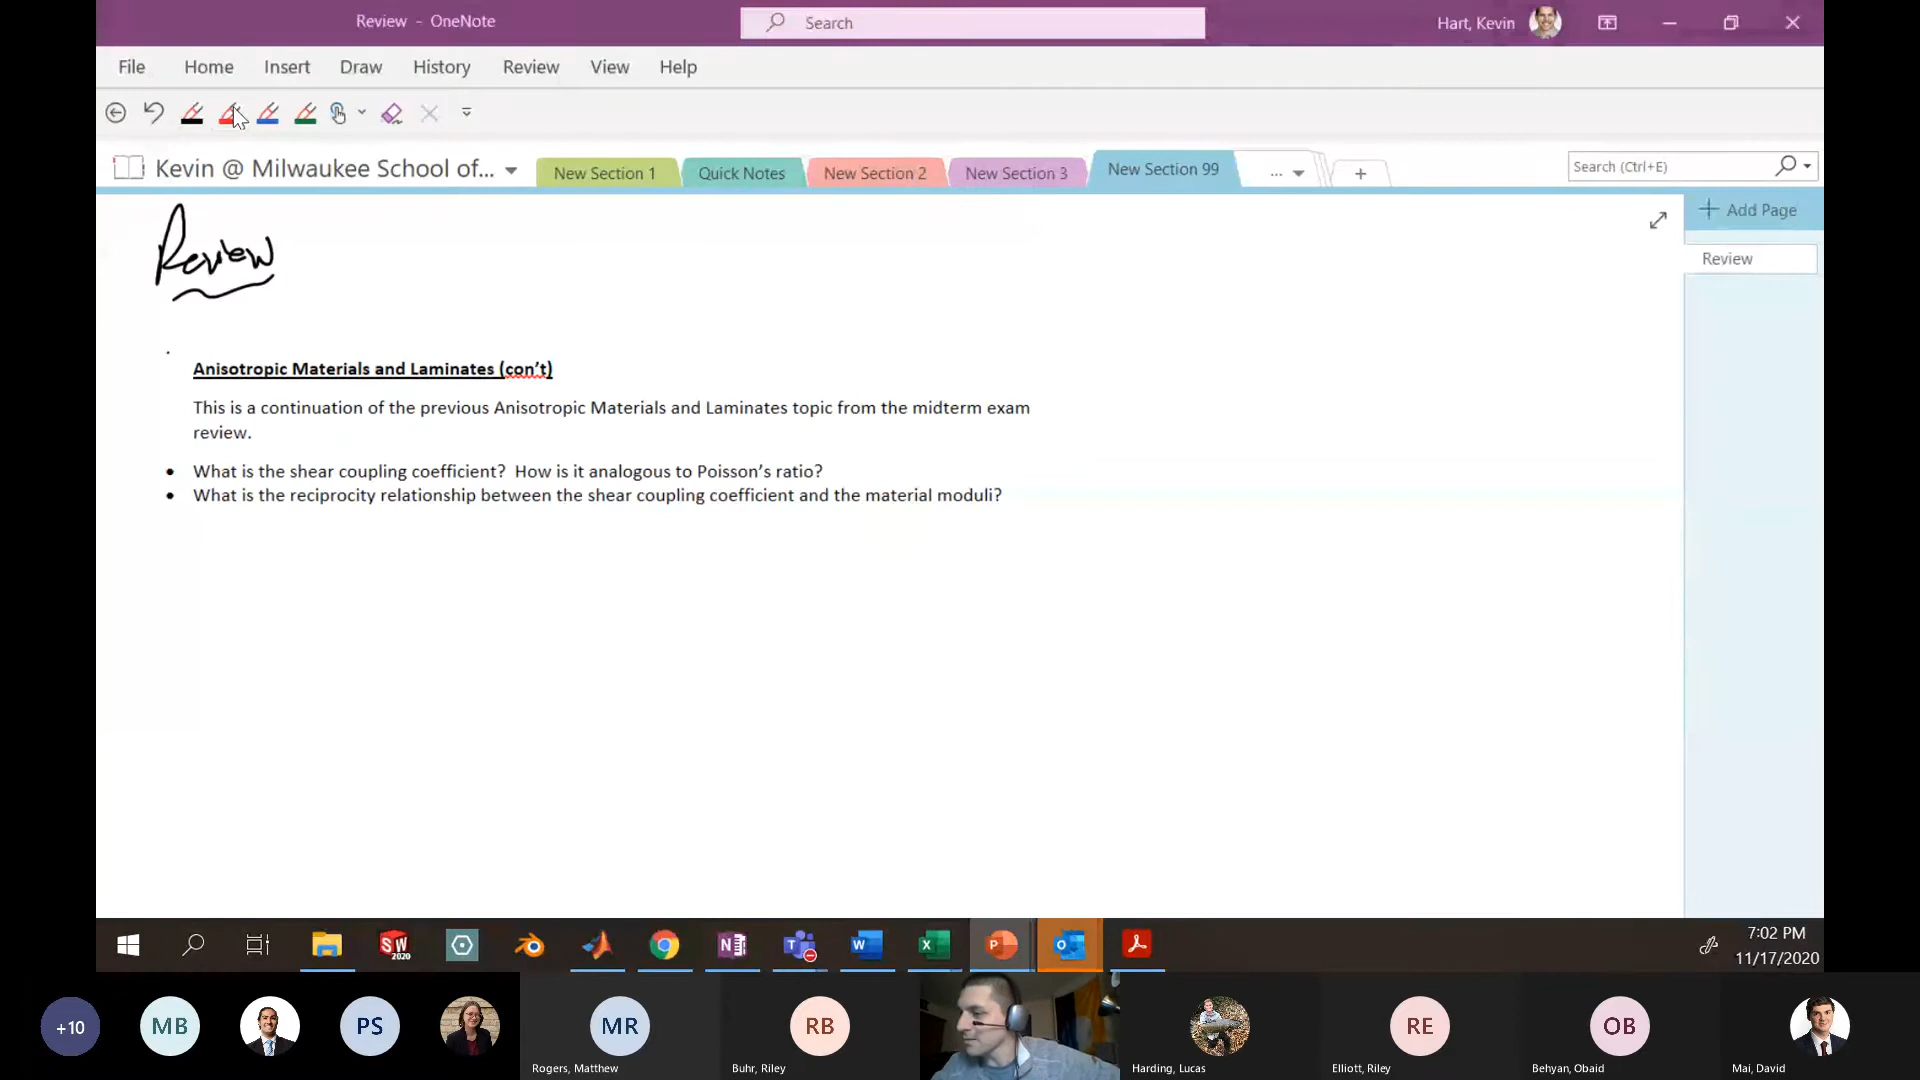 Review - OneNote
Search
Hart, Kevin
File Home Insert Draw History Review View Help
Kevin @ Milwaukee School of...
New Section 1
Quick Notes
New Section 2
New Section 3
New Section 99
...
Search (Ctrl+E)
Add Page
Review
Review
Anisotropic Materials and Laminates (con't)
This is a continuation of the previous Anisotropic Materials and Laminates topic from the midterm exam
review.
• What is the shear coupling coefficient? How is it analogous to Poisson's ratio?
• What is the reciprocity relationship between the shear coupling coefficient and the material moduli?
SW
2020
N
T
W
X
P
O
7:02 PM
11/17/2020
+10
MB
PS
MR
RB
RE
OB
Rogers, Matthew
Buhr, Riley
Harding, Lucas
Elliott, Riley
Behyan, Obaid
Mai, David